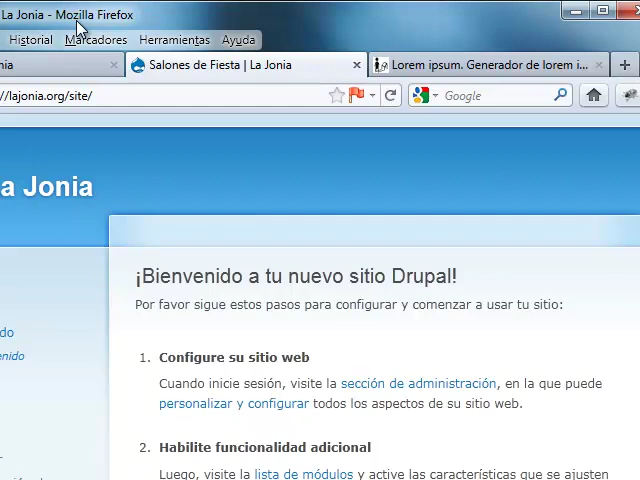 La Jonia - Mozilla Firefox
Historial Marcadores Herramientas Ayuda
nia Salones de Fiesta | La Jonia Lorem ipsum. Generador de lorem i...
//lajonia.org/site/ Google
a Jonia
¡Bienvenido a tu nuevo sitio Drupal!
Por favor sigue estos pasos para configurar y comenzar a usar tu sitio:
do
enido
1. Configure su sitio web
Cuando inicie sesión, visite la sección de administración, en la que puede
personalizar y configurar todos los aspectos de su sitio web.
2. Habilite funcionalidad adicional
Luego, visite la lista de módulos y active las características que se ajusten